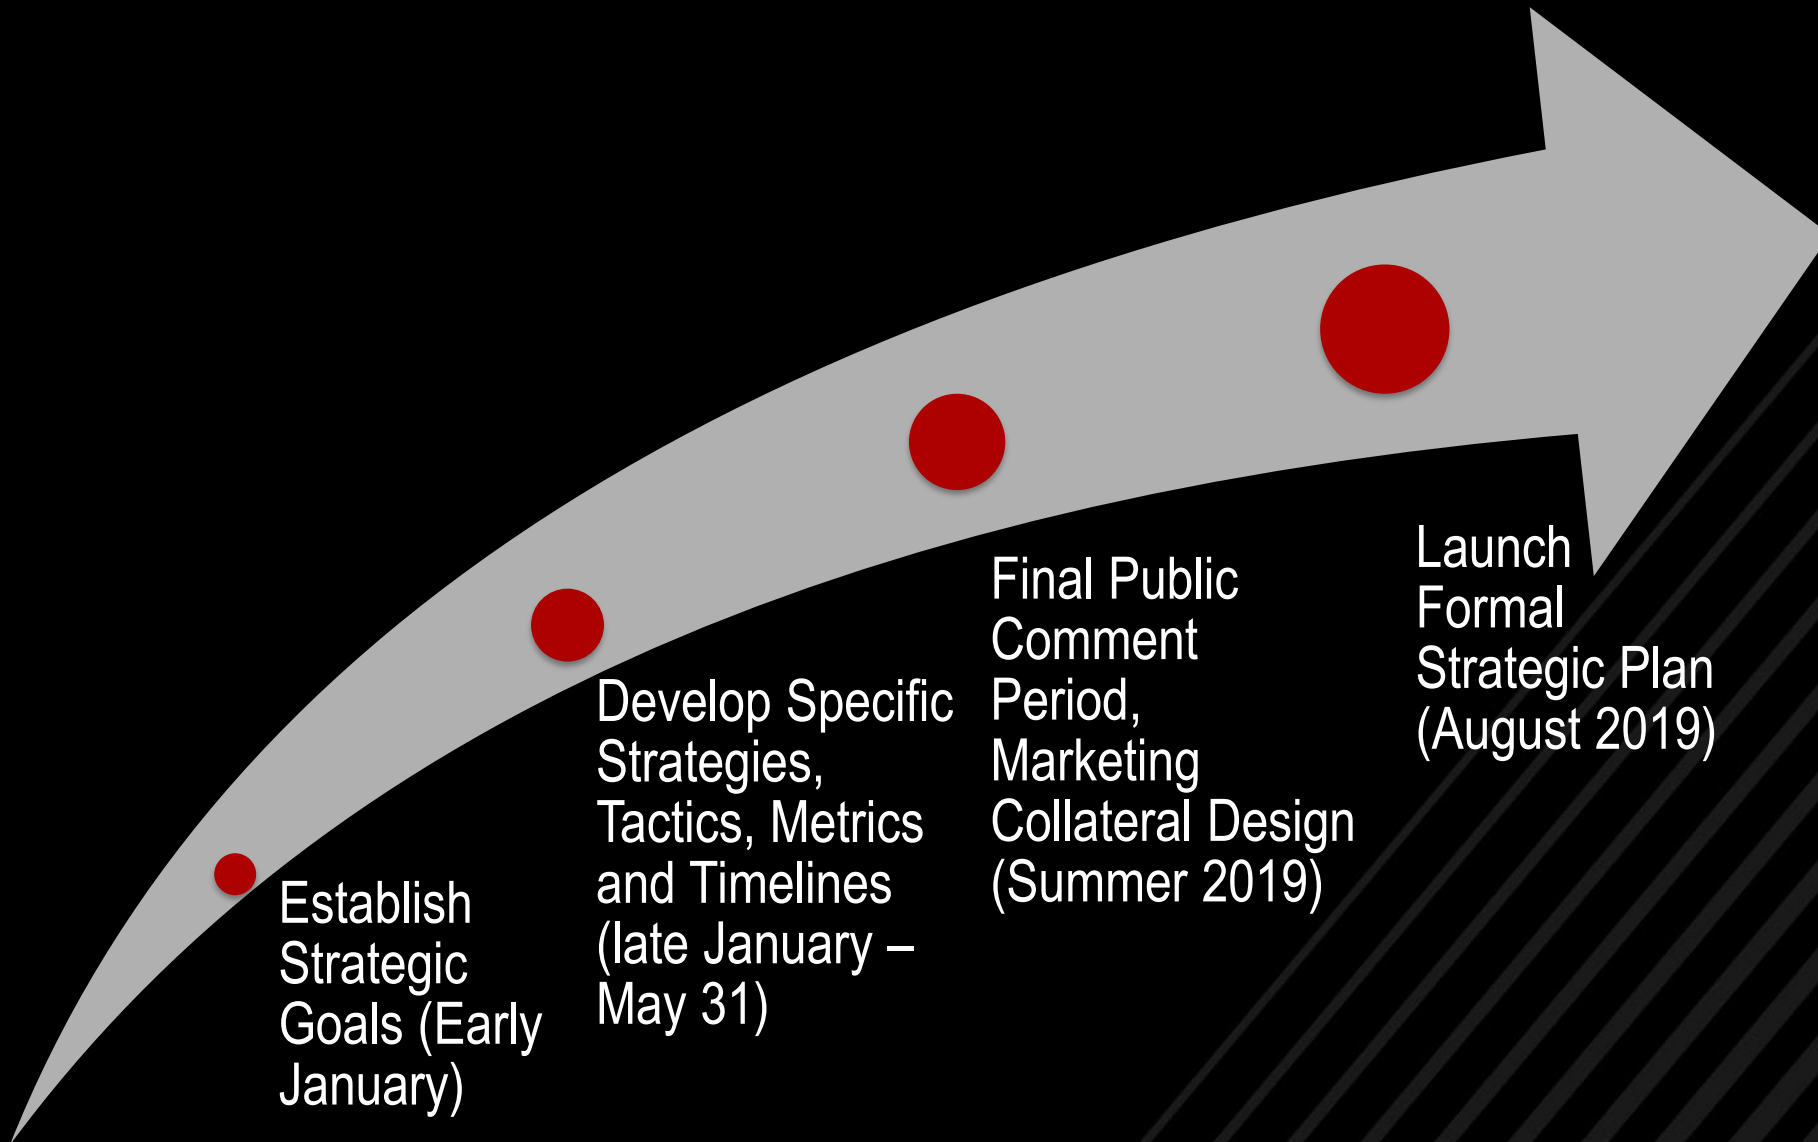 Establish
Strategic
Goals (Early
January)
Develop Specific
Strategies,
Tactics, Metrics
and Timelines
(late January –
May 31)
Final Public
Comment
Period,
Marketing
Collateral Design
(Summer 2019)
Launch
Formal
Strategic Plan
(August 2019)